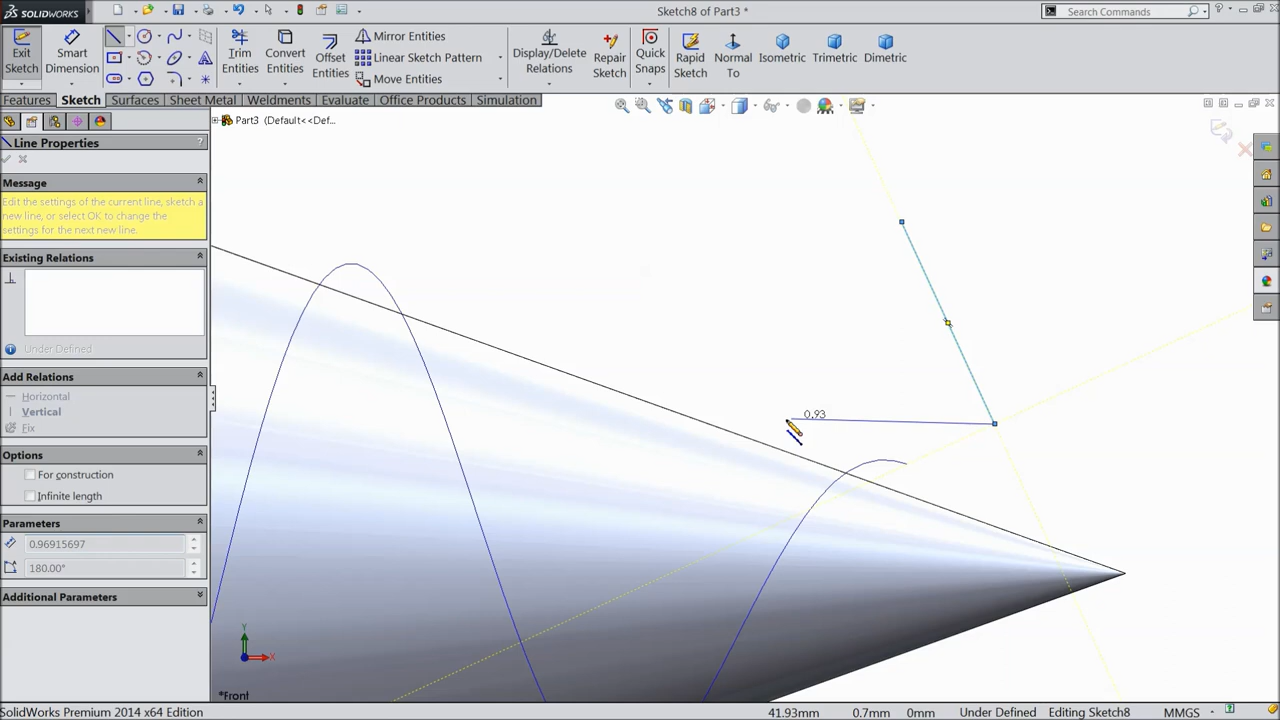 SOLIDWORKS
Sketch8 of Part3 *
Search Commands
Exit Sketch
Smart Dimension
Trim Entities
Convert Entities
Offset Entities
Mirror Entities
Linear Sketch Pattern
Move Entities
Display/Delete Relations
Repair Sketch
Quick Snaps
Rapid Sketch
Normal To
Isometric
Trimetric
Dimetric
Features
Sketch
Surfaces
Sheet Metal
Weldments
Evaluate
Office Products
Simulation
Part3 (Default<<Def...
Line Properties
?
Message
Edit the settings of the current line, sketch a
new line, or select OK to change the
settings for the next new line.
Existing Relations
Under Defined
Add Relations
Horizontal
Vertical
Fix
Options
For construction
Infinite length
Parameters
0.96915697
180.00°
Additional Parameters
0.93
Y
X
*Front
SolidWorks Premium 2014 x64 Edition
41.93mm
0.7mm
0mm
Under Defined
Editing Sketch8
MMGS